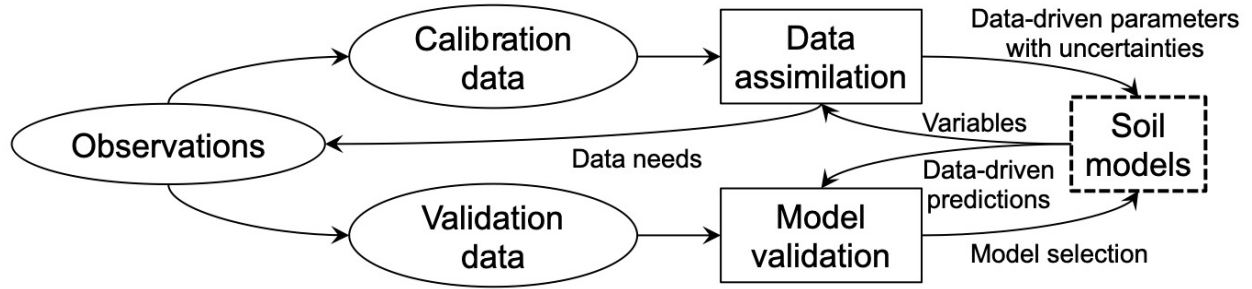 Calibration
data
Data
assimilation
Data-driven parameters
with uncertainties
Observations
Data needs
Variables
Soil
models
Data-driven
predictions
Validation
data
Model
validation
Model selection